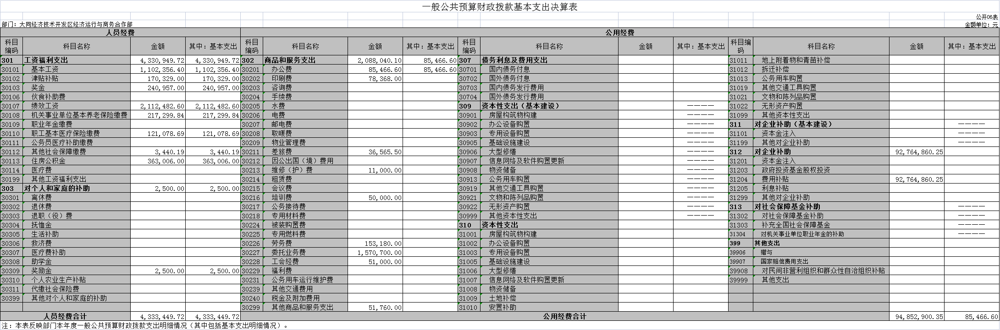 一般公共预算财政拨款基本支出决算表
公开06表
部门：大同经济技术开发区经济运行与商务合作部 金额单位：元
人员经费 公用经费
科目编码 科目名称 金额 其中：基本支出 科目编码 科目名称 金额 其中：基本支出 科目编码 科目名称 金额 其中：基本支出 科目编码 科目名称 金额 其中：基本支出
301 工资福利支出 4,330,949.72 4,330,949.72 302 商品和服务支出 2,088,040.10 85,466.60 307 债务利息及费用支出 31011 地上附着物和青苗补偿
30101 基本工资 1,102,356.40 1,102,356.40 30201 办公费 85,466.60 85,466.60 30701 国内债务付息 31012 拆迁补偿
30102 津贴补贴 170,329.00 170,329.00 30202 印刷费 78,368.00 30702 国外债务付息 31013 公务用车购置
30103 奖金 240,957.00 240,957.00 30203 咨询费 30703 国内债务发行费用 31019 其他交通工具购置
30106 伙食补助费 30204 手续费 30704 国外债务发行费用 31021 文物和陈列品购置
30107 绩效工资 2,112,482.60 2,112,482.60 30205 水费 309 资本性支出（基本建设） ———— 31022 无形资产购置
30108 机关事业单位基本养老保险缴费 217,299.84 217,299.84 30206 电费 30901 房屋构筑物构建 ———— 31099 其他资本性支出
30109 职业年金缴费 30207 邮电费 30902 办公设备购置 ———— 311 对企业补助（基本建设） ————
30110 职工基本医疗保险缴费 121,078.69 121,078.69 30208 取暖费 30903 专用设备购置 ———— 31101 资本金注入 ————
30111 公务员医疗补助缴费 30209 物业管理费 30905 基础设施建设 ———— 31199 其他对企业补助 ————
30112 其他社会保障缴费 3,440.19 3,440.19 30211 差旅费 36,565.50 30906 大型修缮 ———— 312 对企业补助 92,764,860.25
30113 住房公积金 363,006.00 363,006.00 30212 因公出国（境）费用 30907 信息网络及软件购置更新 ———— 31201 资本金注入
30114 医疗费 30213 维修（护）费 11,000.00 30908 物资储备 ———— 31203 政府投资基金股权投资
30199 其他工资福利支出 30214 租赁费 30913 公务用车购置 ———— 31204 费用补贴 92,764,860.25
303 对个人和家庭的补助 2,500.00 2,500.00 30215 会议费 30919 其他交通工具购置 ———— 31205 利息补贴
30301 离休费 30216 培训费 50,000.00 30921 文物和陈列品购置 ———— 31299 其他对企业补助
30302 退休费 30217 公务接待费 30922 无形资产购置 ———— 313 对社会保障基金补助 ————
30303 退职（役）费 30218 专用材料费 30999 其他资本性支出 ———— 31302 对社会保障基金补助 ————
30304 抚恤金 30224 被装购置费 310 资本性支出 31303 补充全国社会保障基金 ————
30305 生活补助 30225 专用燃料费 31001 房屋构筑物构建 31304 对机关事业单位职业年金的补助 ————
30306 救济费 30226 劳务费 153,180.00 31002 办公设备购置 399 其他支出
30307 医疗费补助 30227 委托业务费 1,570,700.00 31003 专用设备购置 39906 赠与
30308 助学金 30228 工会经费 51,000.00 31005 基础设施建设 39907 国家赔偿费用支出
30309 奖励金 2,500.00 2,500.00 30229 福利费 31006 大型修缮 39908 对民间非营利组织和群众性自治组织补贴
30310 个人农业生产补贴 30231 公务用车运行维护费 31007 信息网络及软件购置更新 39999 其他支出
30311 代缴社会保险费 30239 其他交通费用 31008 物资储备
30399 其他对个人和家庭的补助 30240 税金及附加费用 31009 土地补偿
30299 其他商品和服务支出 51,760.00 31010 安置补助
人员经费合计 4,333,449.72 4,333,449.72 公用经费合计 94,852,900.35 85,466.60
注：本表反映部门本年度一般公共预算财政拨款支出明细情况（其中包括基本支出明细情况）。